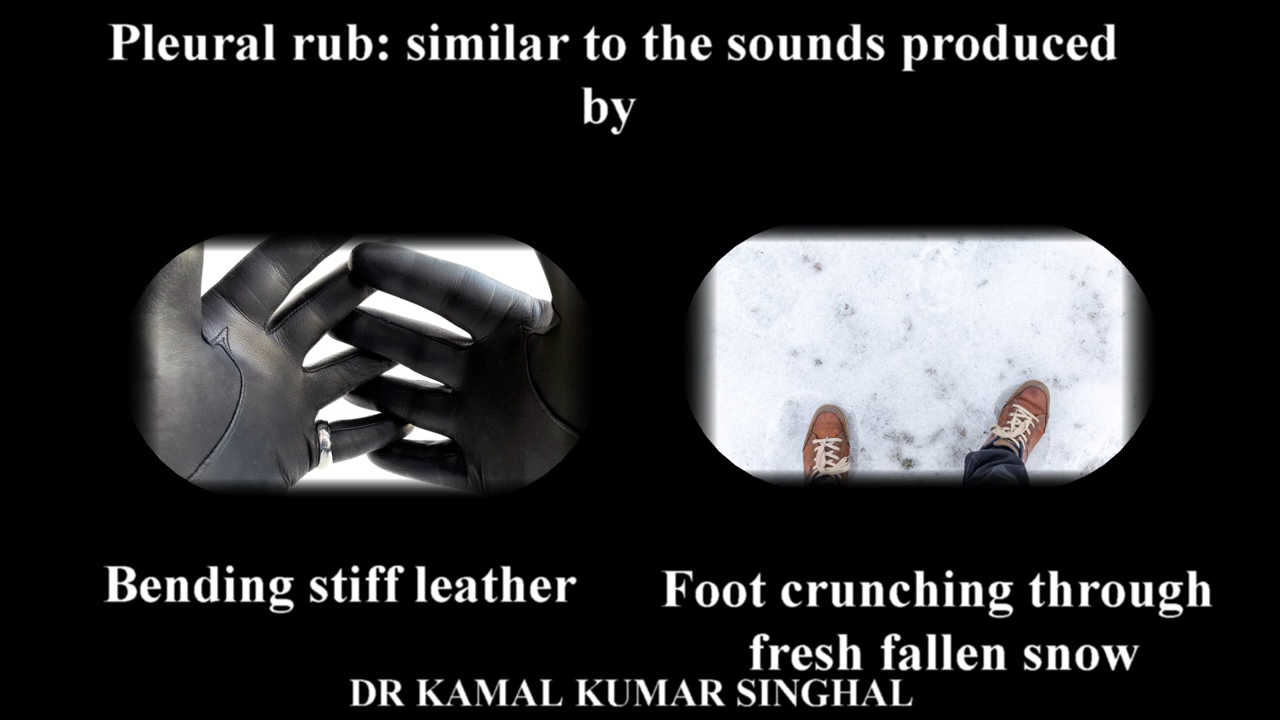 Pleural rub: similar to the sounds produced
by
Bending stiff leather
Foot crunching through
fresh fallen snow
DR KAMAL KUMAR SINGHAL